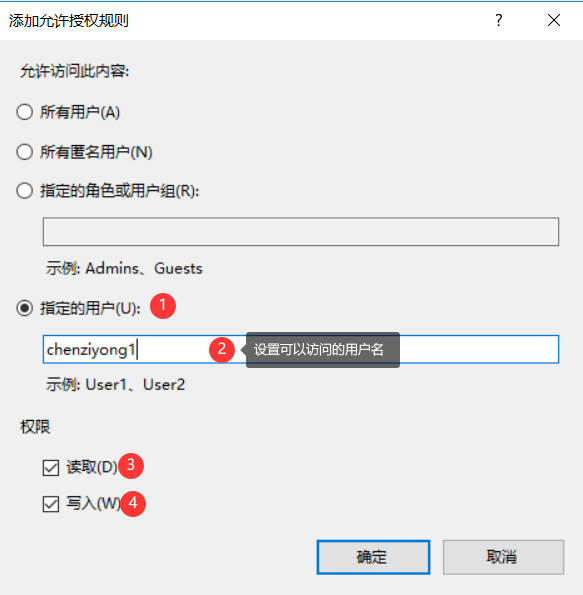 添加允许授权规则
允许访问此内容:
所有用户(A)
所有匿名用户(N)
指定的角色或用户组(R):
示例: Admins、Guests
指定的用户(U): 1
chenziyong1 2 设置可以访问的用户名
示例: User1、User2
权限
读取(D) 3
写入(W) 4
确定 取消